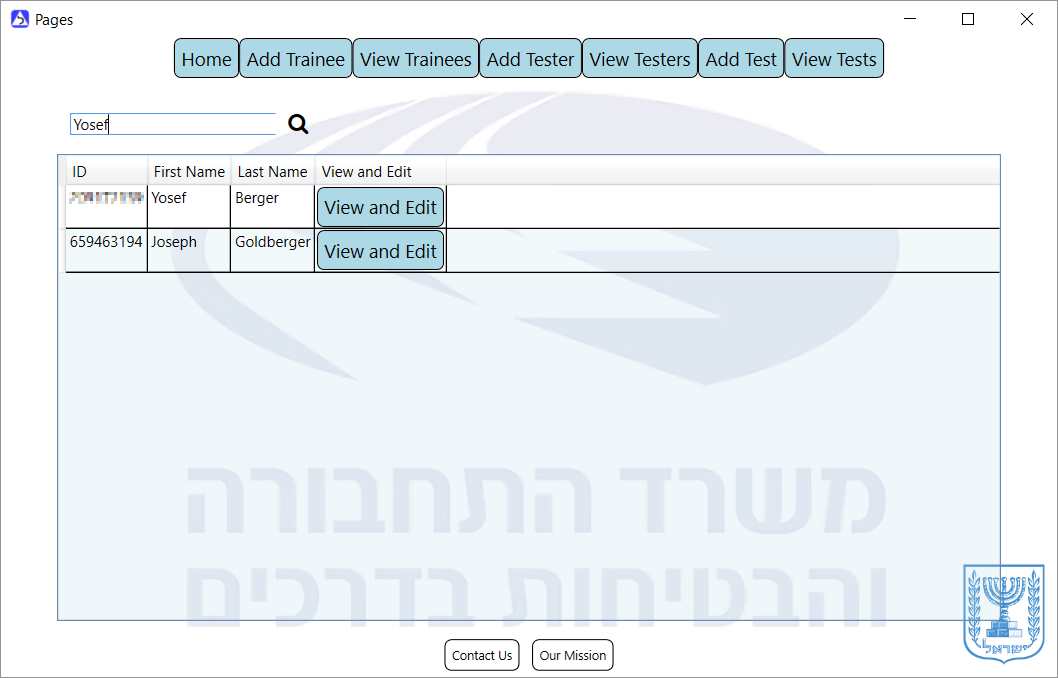 Pages
Home Add Trainee View Trainees Add Tester View Testers Add Test View Tests
Yosef
ID First Name Last Name View and Edit
Yosef Berger View and Edit
659463194 Joseph Goldberger View and Edit
משרד התחבורה
והבטיחות בדרכים
ישראל
Contact Us Our Mission